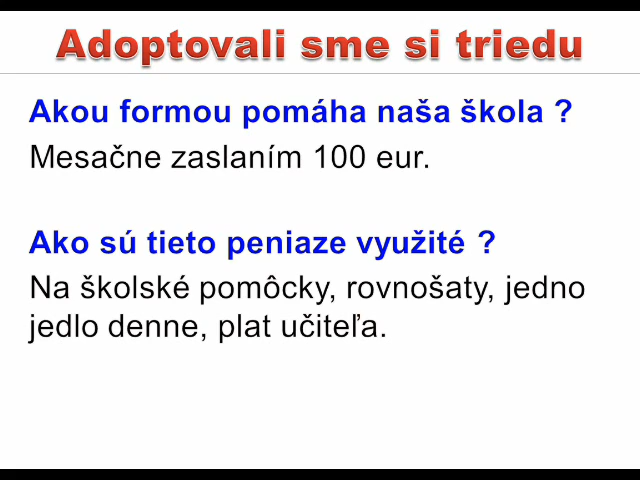 Adoptovali sme si triedu
Akou formou pomáha naša škola ?
Mesačne zaslaním 100 eur.
Ako sú tieto peniaze využité ?
Na školské pomôcky, rovnošaty, jedno
jedlo denne, plat učiteľa.